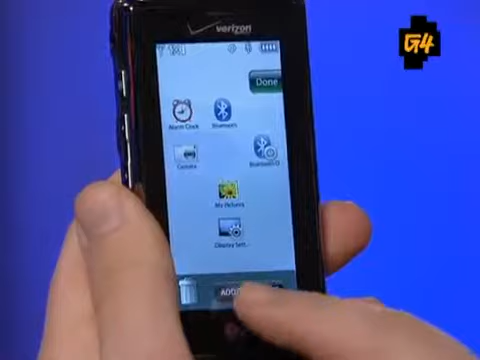 verizon
G4
Done
Alarm Clock
Bluetooth
Camera
My Pictures
Display Sett...